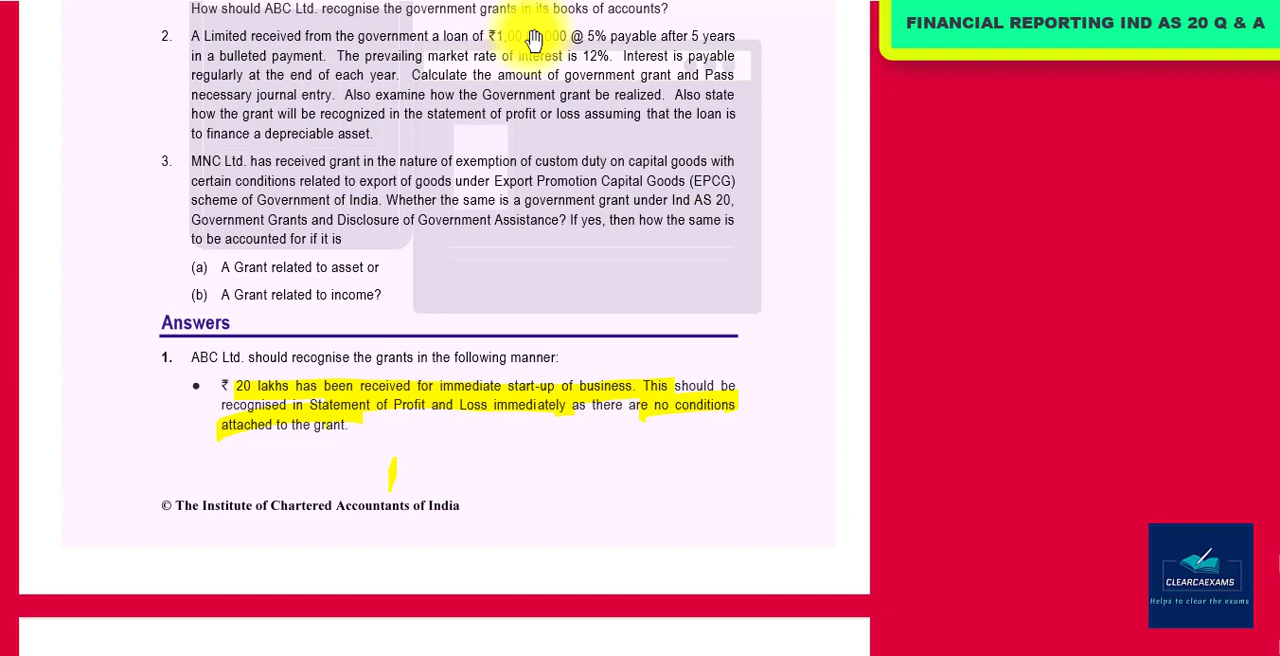 How should ABC Ltd. recognise the government grants in its books of accounts?
FINANCIAL REPORTING IND AS 20 Q & A
2. A Limited received from the government a loan of @ 5% payable after 5 years
in a bulleted payment. The prevailing market rate of interest is 12%. Interest is payable
regularly at the end of each year. Calculate the amount of government grant and Pass
necessary journal entry. Also examine how the Government grant be realized. Also state
how the grant will be recognized in the statement of profit or loss assuming that the loan is
to finance a depreciable asset.
3. MNC Ltd. has received grant in the nature of exemption of custom duty on capital goods with
certain conditions related to export of goods under Export Promotion Capital Goods (EPCG)
scheme of Government of India. Whether the same is a government grant under Ind AS 20,
Government Grants and Disclosure of Government Assistance? If yes, then how the same is
to be accounted for if it is
(a) A Grant related to asset or
(b) A Grant related to income?
Answers
1. ABC Ltd. should recognise the grants in the following manner:
• ₹ 20 lakhs has been received for immediate start-up of business. This should be
recognised in Statement of Profit and Loss immediately as there are no conditions
attached to the grant.
© The Institute of Chartered Accountants of India
CLEARCAEXAMS
Helps to clear the exams